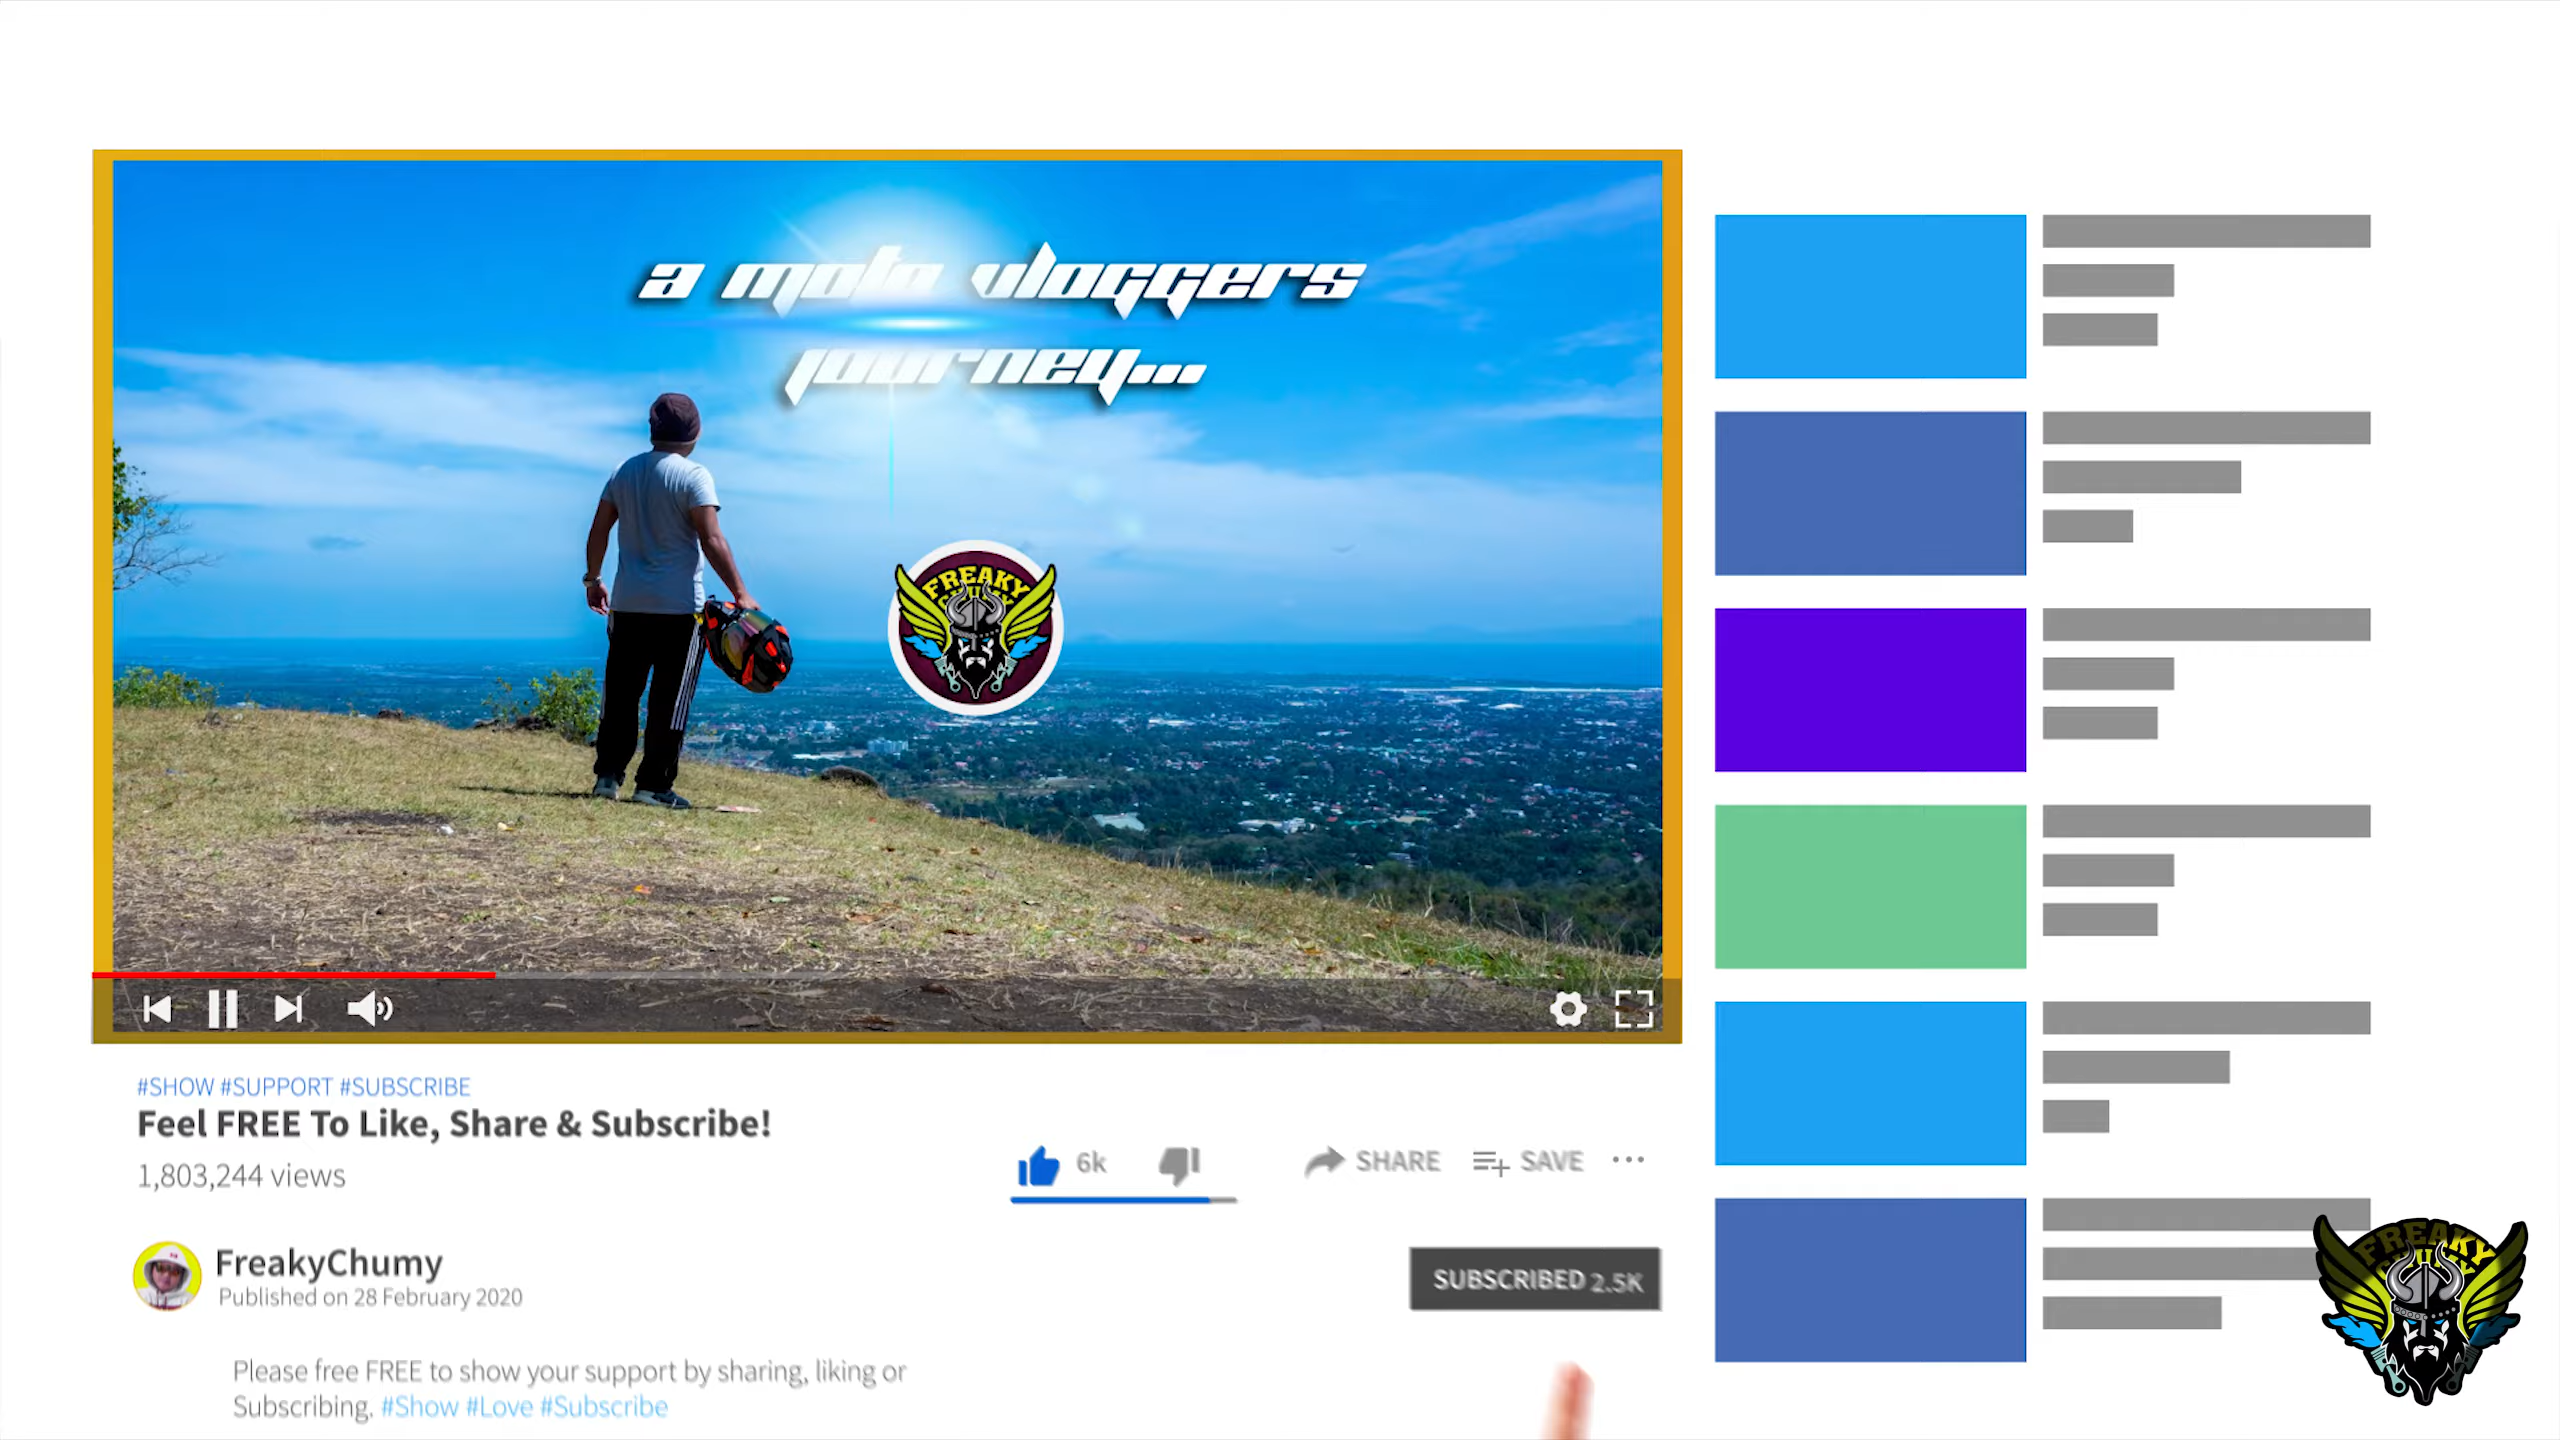 a moto vloggers
journey...
FREAKY
CHUMY
#SHOW #SUPPORT #SUBSCRIBE
Feel FREE To Like, Share & Subscribe!
1,803,244 views
6k
SHARE
SAVE
FreakyChumy
Published on 28 February 2020
SUBSCRIBED 2.5K
Please free FREE to show your support by sharing, liking or
Subscribing. #Show #Love #Subscribe
FREAKY
CHUMY